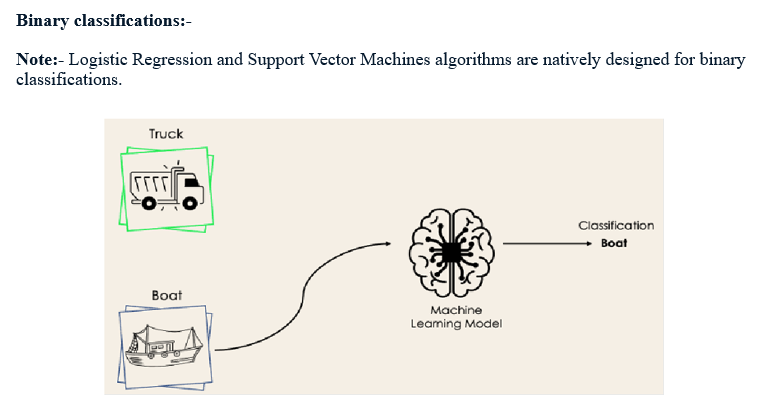 Binary classifications:-
Note:- Logistic Regression and Support Vector Machines algorithms are natively designed for binary
classifications.
Truck
Boat
Machine
Learning Model
Classification
Boat